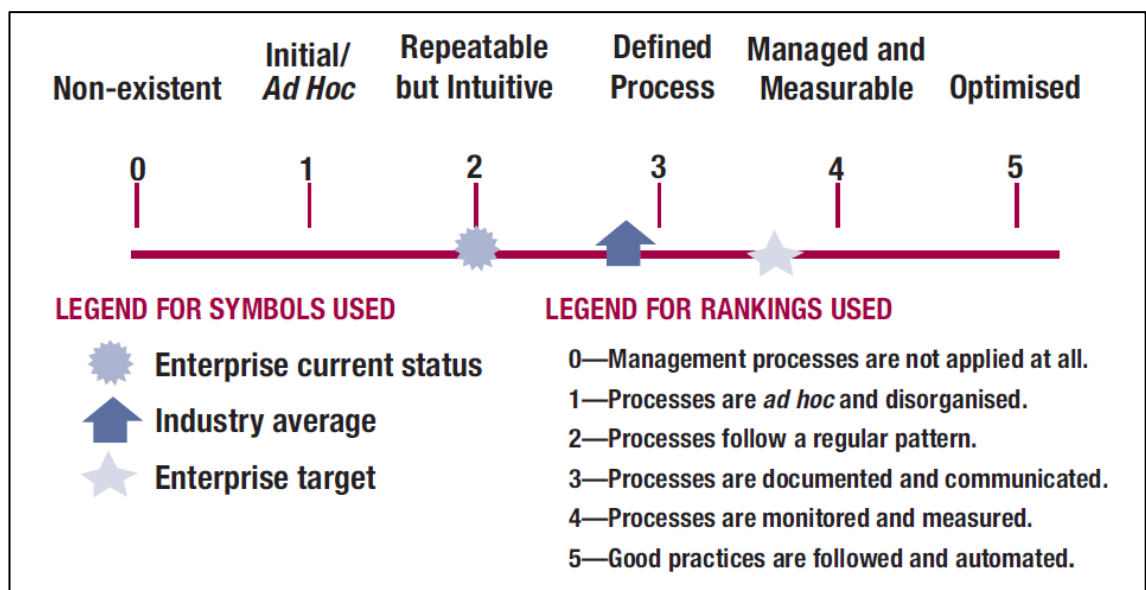 Non-existent
Initial/
Ad Hoc
Repeatable
but Intuitive
Defined
Process
Managed and
Measurable
Optimised
0
1
2
3
4
5
LEGEND FOR SYMBOLS USED
Enterprise current status
Industry average
Enterprise target
LEGEND FOR RANKINGS USED
0—Management processes are not applied at all.
1—Processes are ad hoc and disorganised.
2—Processes follow a regular pattern.
3—Processes are documented and communicated.
4—Processes are monitored and measured.
5—Good practices are followed and automated.